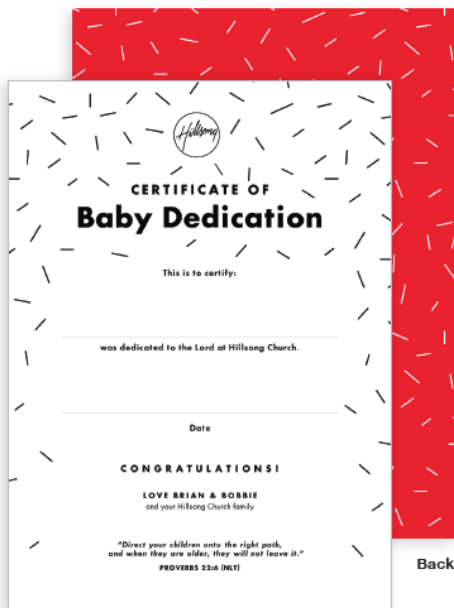 Hillsong
CERTIFICATE OF
Baby Dedication
This is to certify:
was dedicated to the Lord at Hillsong Church.
Date
CONGRATULATIONS!
LOVE BRIAN & BOBBIE
and your Hillsong Church family
"Direct your children onto the right path,
and when they are older, they will not leave it."
PROVERBS 22:6 (NLT)
Back